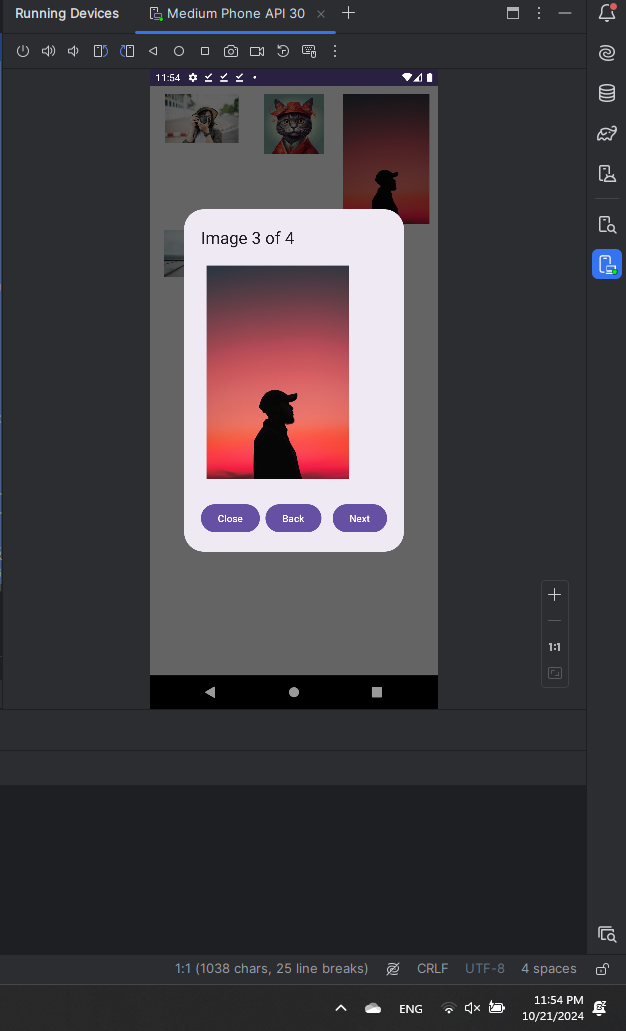 Running Devices
Medium Phone API 30
11:54
Image 3 of 4
Close
Back
Next
1:1
1:1 (1038 chars, 25 line breaks)
CRLF
UTF-8
4 spaces
ENG
11:54 PM
10/21/2024